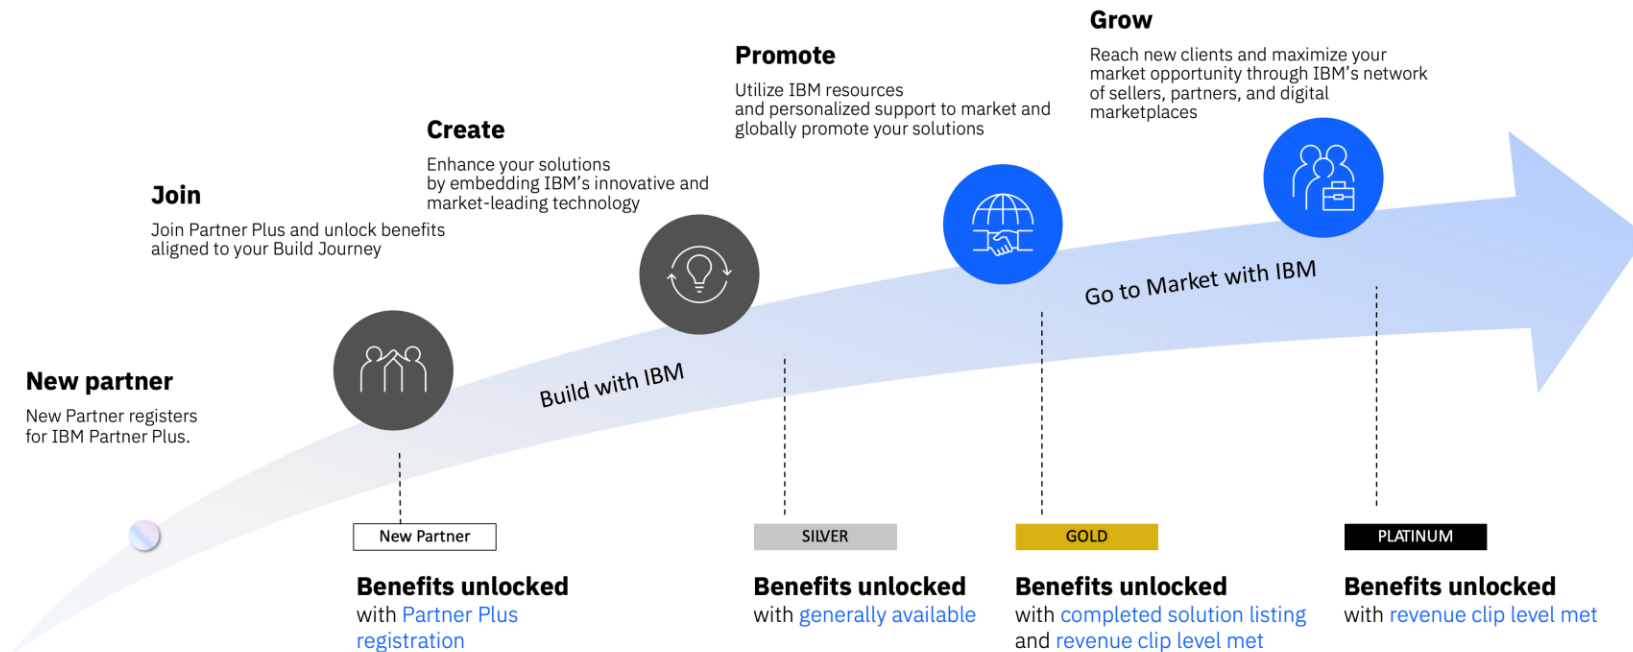 Grow
Reach new clients and maximize your
market opportunity through IBM's network
of sellers, partners, and digital
marketplaces
Promote
Utilize IBM resources
and personalized support to market and
globally promote your solutions
Create
Enhance your solutions
by embedding IBM's innovative and
market-leading technology
Join
Join Partner Plus and unlock benefits
aligned to your Build Journey
New partner
New Partner registers
for IBM Partner Plus.
Build with IBM
Go to Market with IBM
New Partner
Benefits unlocked
with Partner Plus
registration
SILVER
Benefits unlocked
with generally available
GOLD
Benefits unlocked
with completed solution listing
and revenue clip level met
PLATINUM
Benefits unlocked
with revenue clip level met